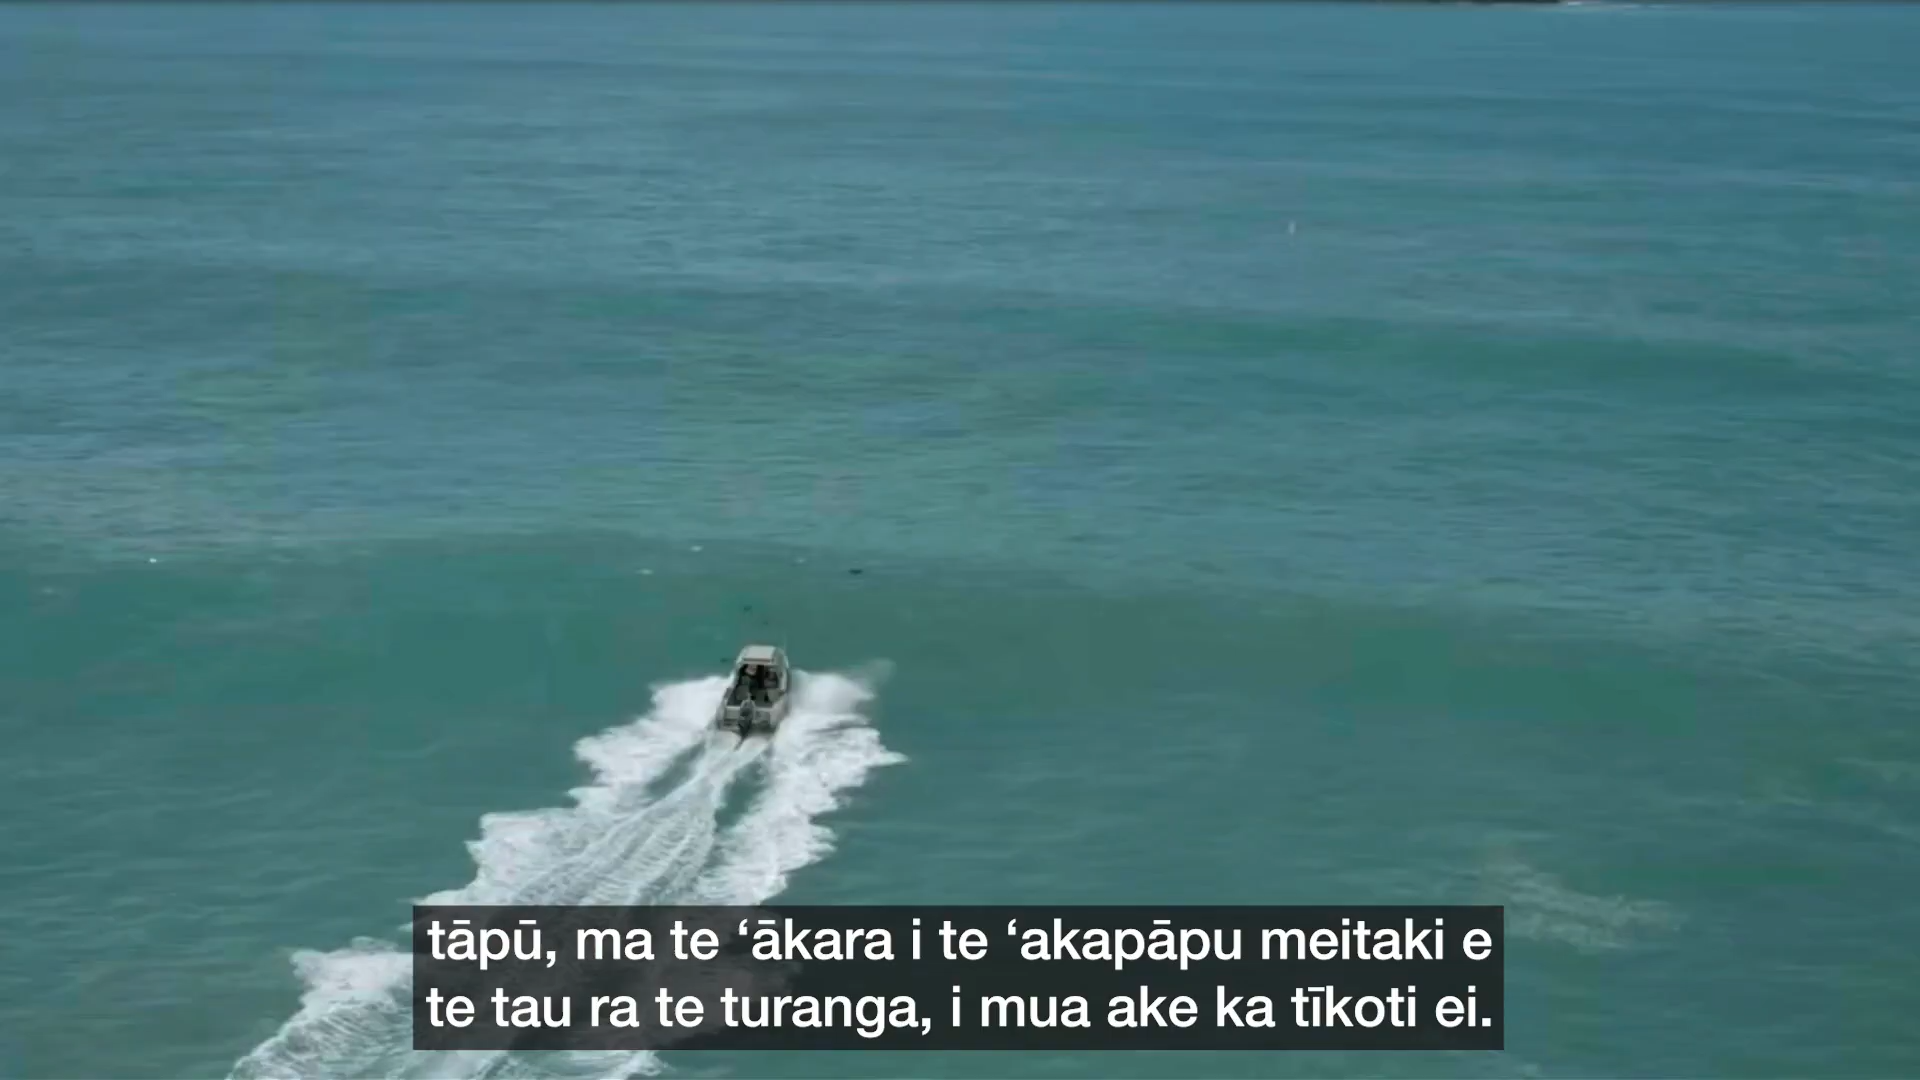 tāpū, ma te ‘ākara i te ‘akapāpu meitaki e
te tau ra te turanga, i mua ake ka tīkoti ei.